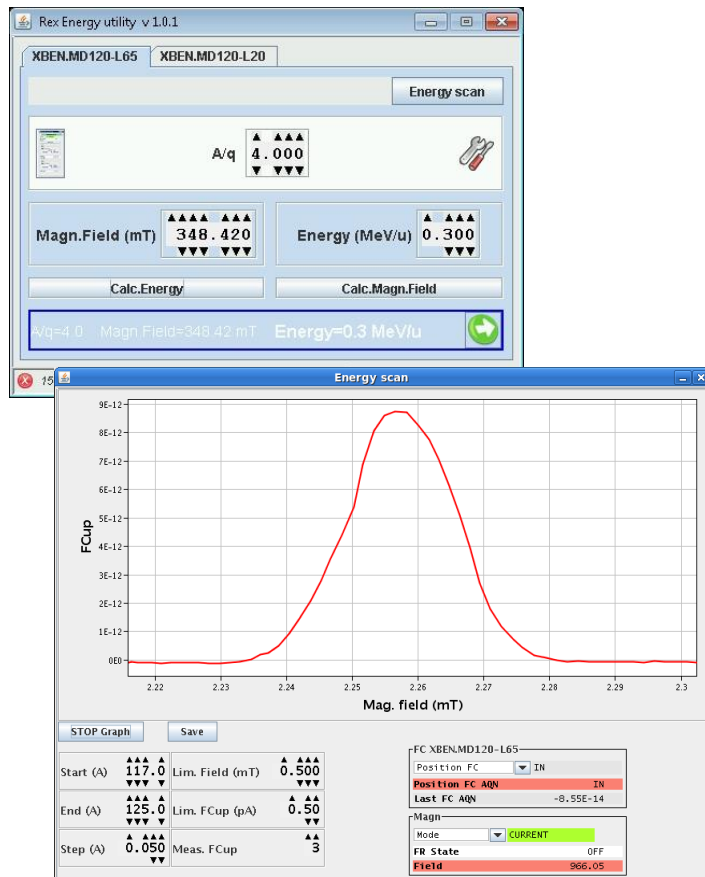 Rex Energy utility v 1.0.1
XBEN.MD120-L65 XBEN.MD120-L20
Energy scan
A/q 4.000
Magn.Field (mT) 348.420 Energy (MeV/u) 0.300
Calc.Energy Calc.Magn.Field
A/q=4.0 Magn.Field=348.42 mT Energy=0.3 MeV/u
15
Energy scan
9E-12
8E-12
7E-12
6E-12
5E-12
4E-12
3E-12
2E-12
1E-12
0E0
FCup
2.22 2.23 2.24 2.25 2.26 2.27 2.28 2.29 2.3
Mag. field (mT)
STOP Graph Save
Start (A) 117.0 Lim. Field (mT) 0.500
End (A) 125.0 Lim. FCup (pA) 0.50
Step (A) 0.050 Meas. FCup 3
FC XBEN.MD120-L65
Position FC IN
Position FC AQN IN
Last FC AQN -8.55E-14
Magn
Mode CURRENT
FR State OFF
Field 966.05